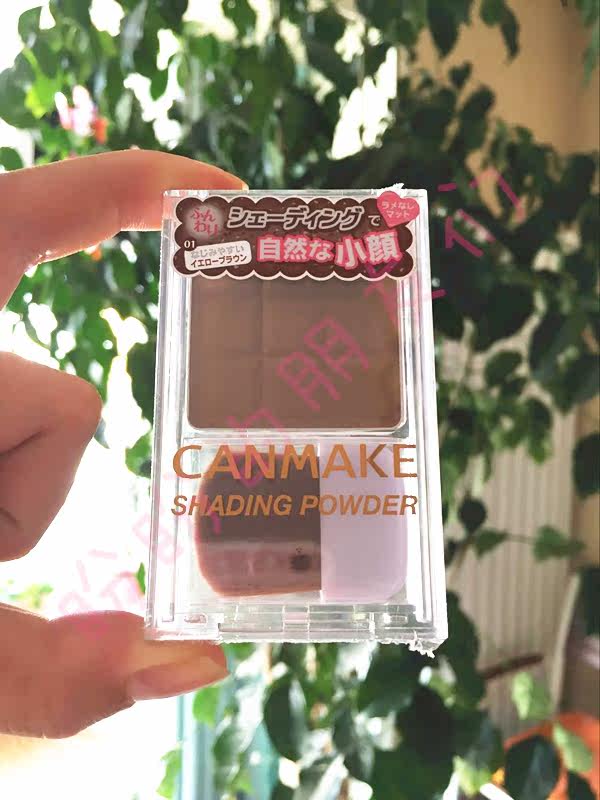 ふん
わり
シェーディングで
ラメなし
マット
01
なじみやすい
イエローブラウン
自然な小顔
CANMAKE
SHADING POWDER